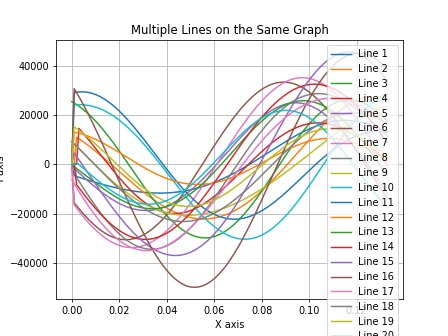 Multiple Lines on the Same Graph
40000
20000
0
−20000
−40000
axis
0.00
0.02
0.04
0.06
0.08
0.10
X axis
Line 1
Line 2
Line 3
Line 4
Line 5
Line 6
Line 7
Line 8
Line 9
Line 10
Line 11
Line 12
Line 13
Line 14
Line 15
Line 16
Line 17
Line 18
Line 19
Line 20